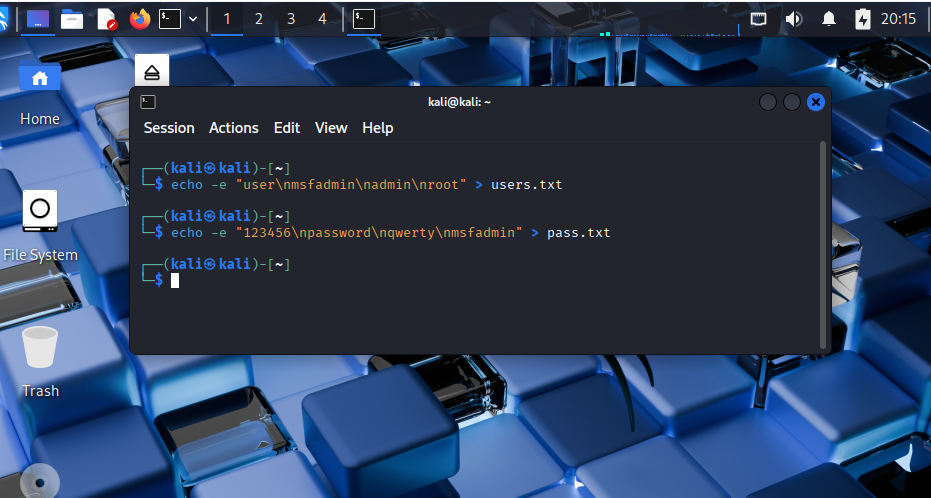 1 2 3 4 20:15
Home
kali@kali: ~
Session Actions Edit View Help
┌──(kali㉿kali)-[~]
└─$ echo -e "user\nmsfadmin\nadmin\nroot" > users.txt
┌──(kali㉿kali)-[~]
└─$ echo -e "123456\npassword\nqwerty\nmsfadmin" > pass.txt
┌──(kali㉿kali)-[~]
└─$
File System
Trash